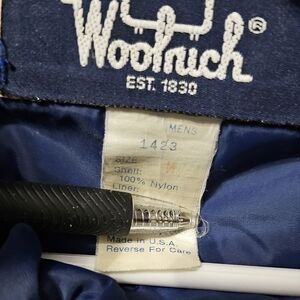 Woolrich®
EST. 1830
MENS
1423
SIZE
Shell:
100% Nylon
Liner:
Made in U.S.A.
Reverse For Care